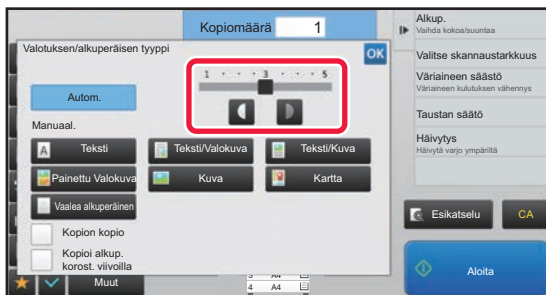 Kopiomäärä 1
Valotuksen/alkuperäisen tyyppi
OK
1 3 5
Autom.
Manuaal.
Teksti
Teksti/Valokuva
Teksti/Kuva
Painettu Valokuva
Kuva
Kartta
Vaalea alkuperäinen
Kopion kopio
Kopioi alkup.
korost. viivoilla
Muut
3 A4
4 A4
Alkup.
Vaihda kokoa/suuntaa
Valitse skannaustarkkuus
Väriaineen säästö
Väriaineen kulutuksen vähennys
Taustan säätö
Häivytys
Häivytä varjo ympäriltä
Esikatselu
CA
Aloita